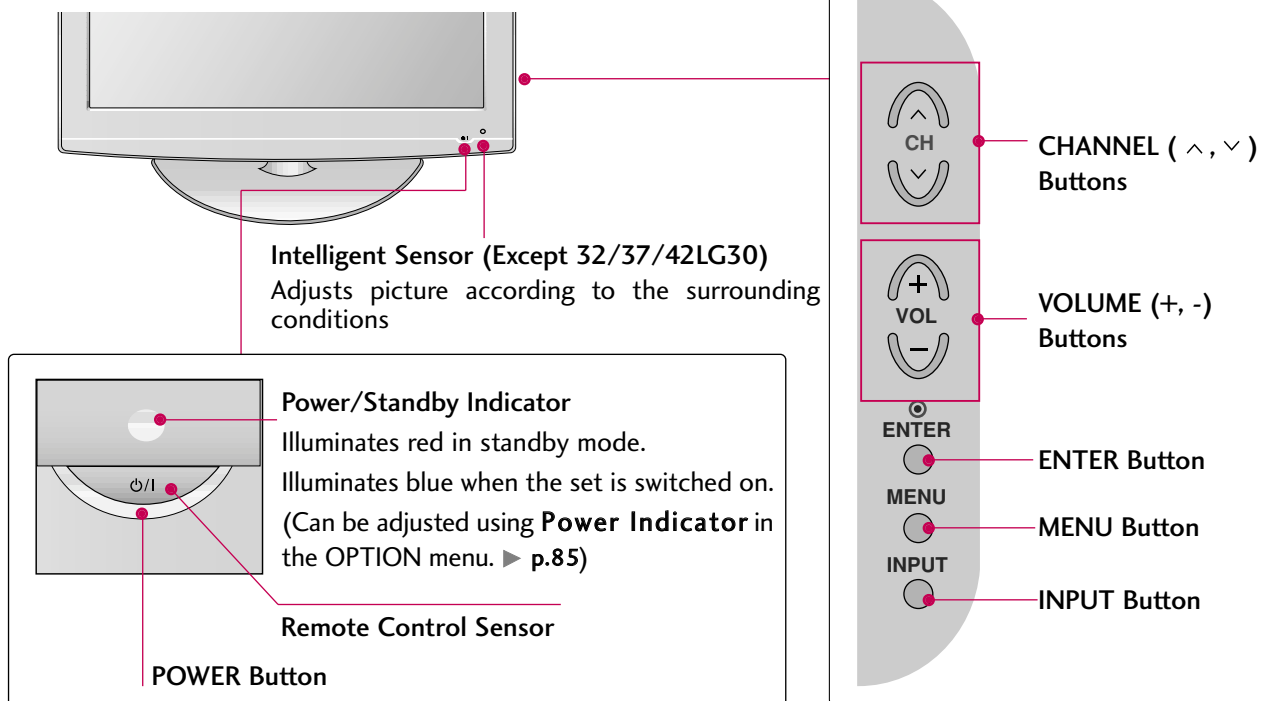 Intelligent Sensor (Except 32/37/42LG30)
Adjusts picture according to the surrounding
conditions
Power/Standby Indicator
Illuminates red in standby mode.
Illuminates blue when the set is switched on.
(Can be adjusted using Power Indicator in
the OPTION menu. ▶ p.85)
⏻/I
Remote Control Sensor
POWER Button
CH
CHANNEL ( ∧, ∨ )
Buttons
+
VOL
-
VOLUME (+, -)
Buttons
ENTER
ENTER Button
MENU
MENU Button
INPUT
INPUT Button